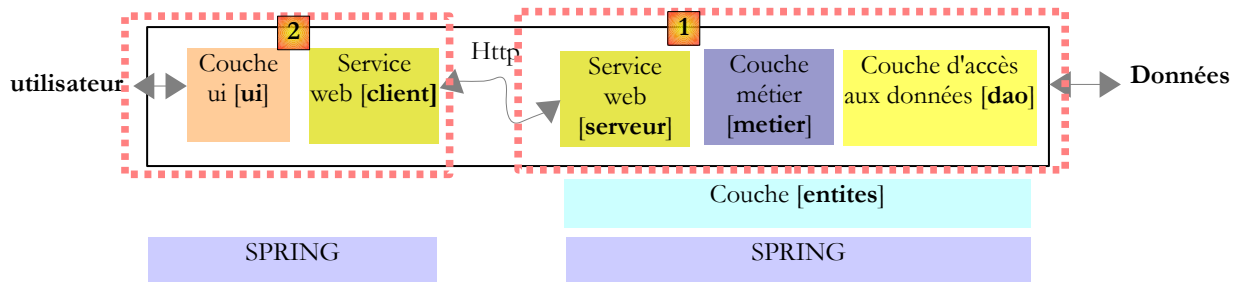 2
1
utilisateur
Couche
ui [ui]
Service
web [client]
Http
Service
web
[serveur]
Couche
métier
[metier]
Couche d'accès
aux données [dao]
Données
Couche [entites]
SPRING
SPRING